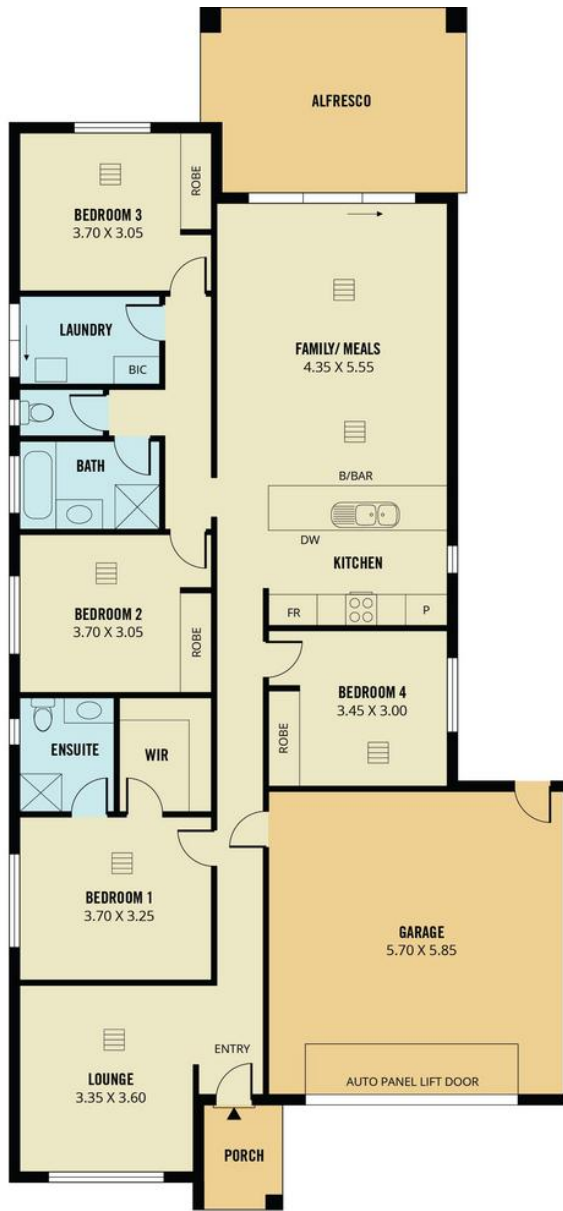 ALFRESCO
ROBE
BEDROOM 3
3.70 X 3.05
LAUNDRY
BIC
FAMILY/ MEALS
4.35 X 5.55
BATH
B/BAR
DW
KITCHEN
FR
P
BEDROOM 2
3.70 X 3.05
ROBE
BEDROOM 4
3.45 X 3.00
ROBE
ENSUITE
WIR
BEDROOM 1
3.70 X 3.25
GARAGE
5.70 X 5.85
ENTRY
LOUNGE
3.35 X 3.60
AUTO PANEL LIFT DOOR
PORCH